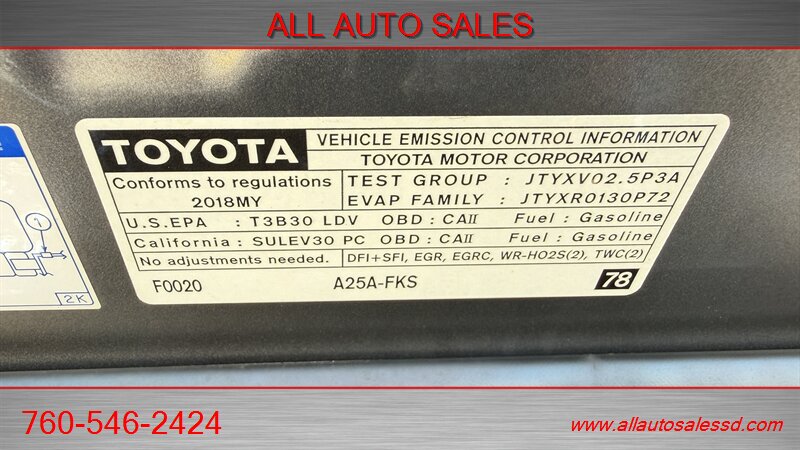 ALL AUTO SALES
TOYOTA
VEHICLE EMISSION CONTROL INFORMATION
TOYOTA MOTOR CORPORATION
Conforms to regulations
2018MY
TEST GROUP : JTYXV02.5P3A
EVAP FAMILY : JTYXR0130P72
U.S.EPA : T3B30 LDV OBD : CAII Fuel : Gasoline
California : SULEV30 PC OBD : CAII Fuel : Gasoline
No adjustments needed. DFI+SFI, EGR, EGRC, WR-HO2S(2), TWC(2)
F0020 A25A-FKS 78
1
2K
760-546-2424
www.allautosalessd.com